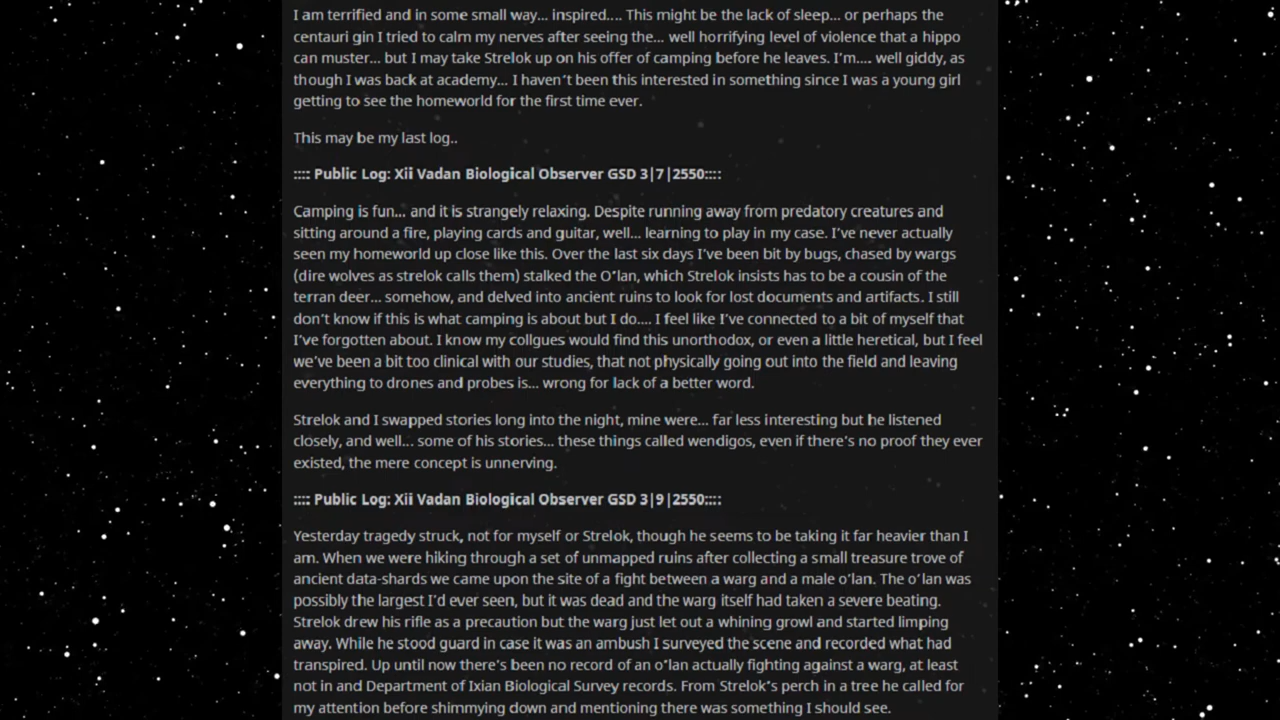 I am terrified and in some small way... inspired.... This might be the lack of sleep... or perhaps the
centauri gin I tried to calm my nerves after seeing the... well horrifying level of violence that a hippo
can muster... but I may take Strelok up on his offer of camping before he leaves. I'm.... well giddy, as
though I was back at academy... I haven't been this interested in something since I was a young girl
getting to see the homeworld for the first time ever.
This may be my last log..
:::: Public Log: Xii Vadan Biological Observer GSD 3|7|2550::::
Camping is fun... and it is strangely relaxing. Despite running away from predatory creatures and
sitting around a fire, playing cards and guitar, well... learning to play in my case. I've never actually
seen my homeworld up close like this. Over the last six days I've been bit by bugs, chased by wargs
(dire wolves as strelok calls them) stalked the O'lan, which Strelok insists has to be a cousin of the
terran deer... somehow, and delved into ancient ruins to look for lost documents and artifacts. I still
don't know if this is what camping is about but I do.... I feel like I've connected to a bit of myself that
I've forgotten about. I know my collgues would find this unorthodox, or even a little heretical, but I feel
we've been a bit too clinical with our studies, that not physically going out into the field and leaving
everything to drones and probes is... wrong for lack of a better word.
Strelok and I swapped stories long into the night, mine were... far less interesting but he listened
closely, and well... some of his stories... these things called wendigos, even if there's no proof they ever
existed, the mere concept is unnerving.
:::: Public Log: Xii Vadan Biological Observer GSD 3|9|2550::::
Yesterday tragedy struck, not for myself or Strelok, though he seems to be taking it far heavier than I
am. When we were hiking through a set of unmapped ruins after collecting a small treasure trove of
ancient data-shards we came upon the site of a fight between a warg and a male o'lan. The o'lan was
possibly the largest I'd ever seen, but it was dead and the warg itself had taken a severe beating.
Strelok drew his rifle as a precaution but the warg just let out a whining growl and started limping
away. While he stood guard in case it was an ambush I surveyed the scene and recorded what had
transpired. Up until now there's been no record of an o'lan actually fighting against a warg, at least
not in and Department of Ixian Biological Survey records. From Strelok's perch in a tree he called for
my attention before shimmying down and mentioning there was something I should see.